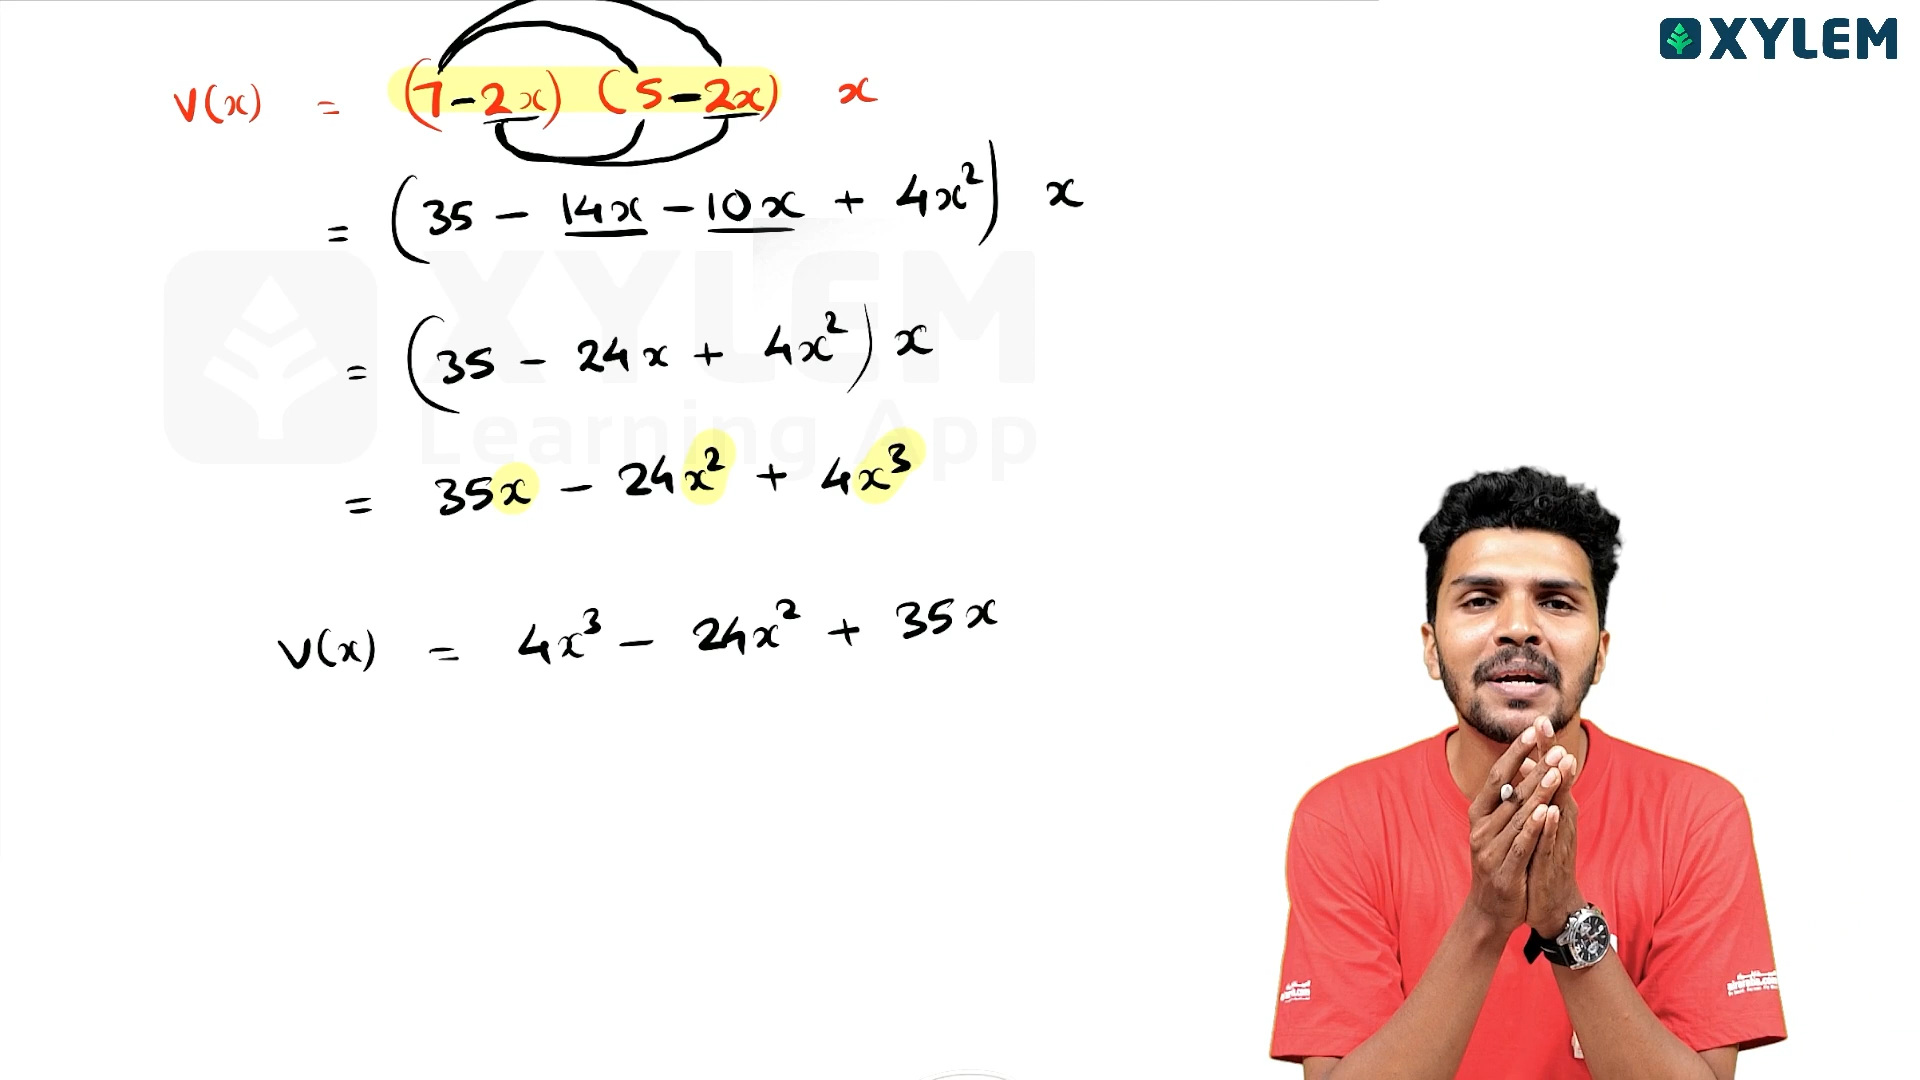 XYLEM
V(x) = (7-2x) (5-2x) x
= (35 - 14x - 10x + 4x²) x
= (35 - 24x + 4x²) x
= 35x - 24x² + 4x³
V(x) = 4x³ - 24x² + 35x
XYLEM
Learning App